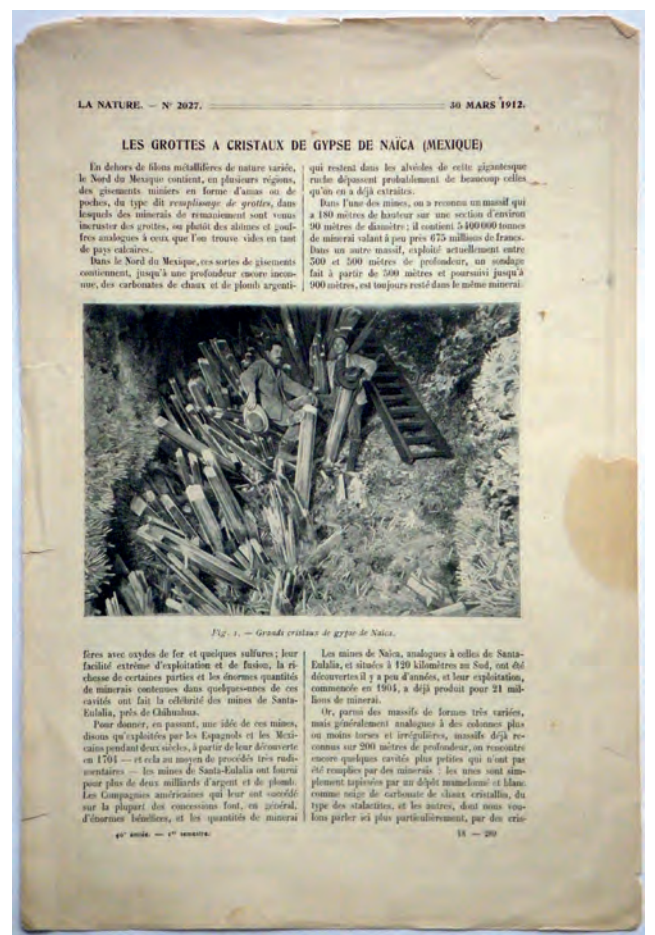 LA NATURE. — N° 2027.
30 MARS 1912.
LES GROTTES A CRISTAUX DE GYPSE DE NAÏCA (MEXIQUE)
En dehors de filons métallifères de nature variée,
le Nord du Mexique contient, en plusieurs régions,
des gisements miniers en forme d'amas ou de
poches, du type dit remplissage de grottes, dans
lesquels des minerais de remaniement sont venus
incruster des grottes, ou plutôt des abîmes et gouf-
fres analogues à ceux que l'on trouve vides en tant
de pays calcaires.
Dans le Nord du Mexique, ces sortes de gisements
contiennent, jusqu'à une profondeur encore incon-
nue, des carbonates de chaux et de plomb argenti-
qui restent dans les alvéoles de cette gigantesque
ruche dépassent probablement de beaucoup celles
qu'on en a déjà extraites.
Dans l'une des mines, on a reconnu un massif qui
a 180 mètres de hauteur sur une section d'environ
90 mètres de diamètre; il contient 5 400 000 tonnes
de minerai valant à peu près 675 millions de francs.
Dans un autre massif, exploité actuellement entre
300 et 500 mètres de profondeur, un sondage
fait à partir de 500 mètres et poursuivi jusqu'à
900 mètres, est toujours resté dans le même minerai.
Fig. 1. — Grands cristaux de gypse de Naïca.
fères avec oxydes de fer et quelques sulfures; leur
facilité extrême d'exploitation et de fusion, la ri-
chesse de certaines parties et les énormes quantités
de minerais contenues dans quelques-unes de ces
cavités ont fait la célébrité des mines de Santa-
Eulalia, près de Chihuahua.
Pour donner, en passant, une idée de ces mines,
disons qu'exploitées par les Espagnols et les Mexi-
cains pendant deux siècles, à partir de leur découverte
en 1704 — et cela au moyen de procédés très rudi-
mentaires — les mines de Santa-Eulalia ont fourni
pour plus de deux milliards d'argent et de plomb.
Les Compagnies américaines qui leur ont succédé
sur la plupart des concessions font, en général,
d'énormes bénéfices, et les quantités de minerai
Les mines de Naïca, analogues à celles de Santa-
Eulalia, et situées à 120 kilomètres au Sud, ont été
découvertes il y a peu d'années, et leur exploitation,
commencée en 1904, a déjà produit pour 21 mil-
lions de minerai.
Or, parmi des massifs de formes très variées,
mais généralement analogues à des colonnes plus
ou moins torses et irrégulières, massifs déjà re-
connus sur 200 mètres de profondeur, on rencontre
encore quelques cavités plus petites qui n'ont pas
été remplies par des minerais : les unes sont sim-
plement tapissées par un dépôt mamelonné et blanc
comme neige de carbonate de chaux cristallin, du
type des stalactites, et les autres, dont nous vou-
lons parler ici plus particulièrement, par des cris-
40e année. — 1er semestre.